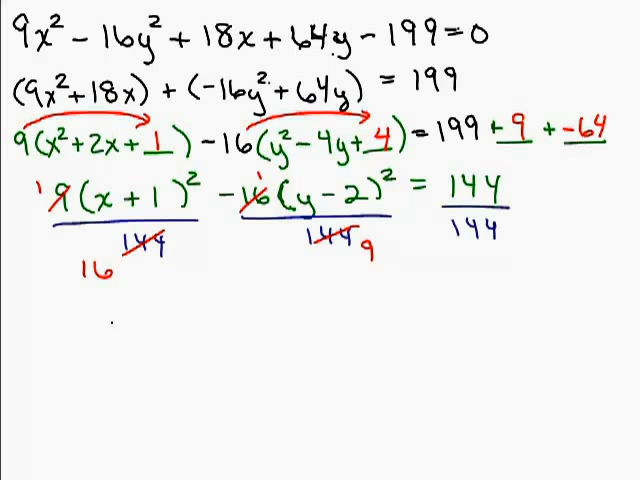 9x² - 16y² + 18x + 64y - 199 = 0
(9x² + 18x) + (-16y² + 64y) = 199
9(x² + 2x + 1) - 16(y² - 4y + 4) = 199 + 9 + -64
1 9(x + 1)² - 16 1 (y - 2)² = 144
144 144 9 144
16